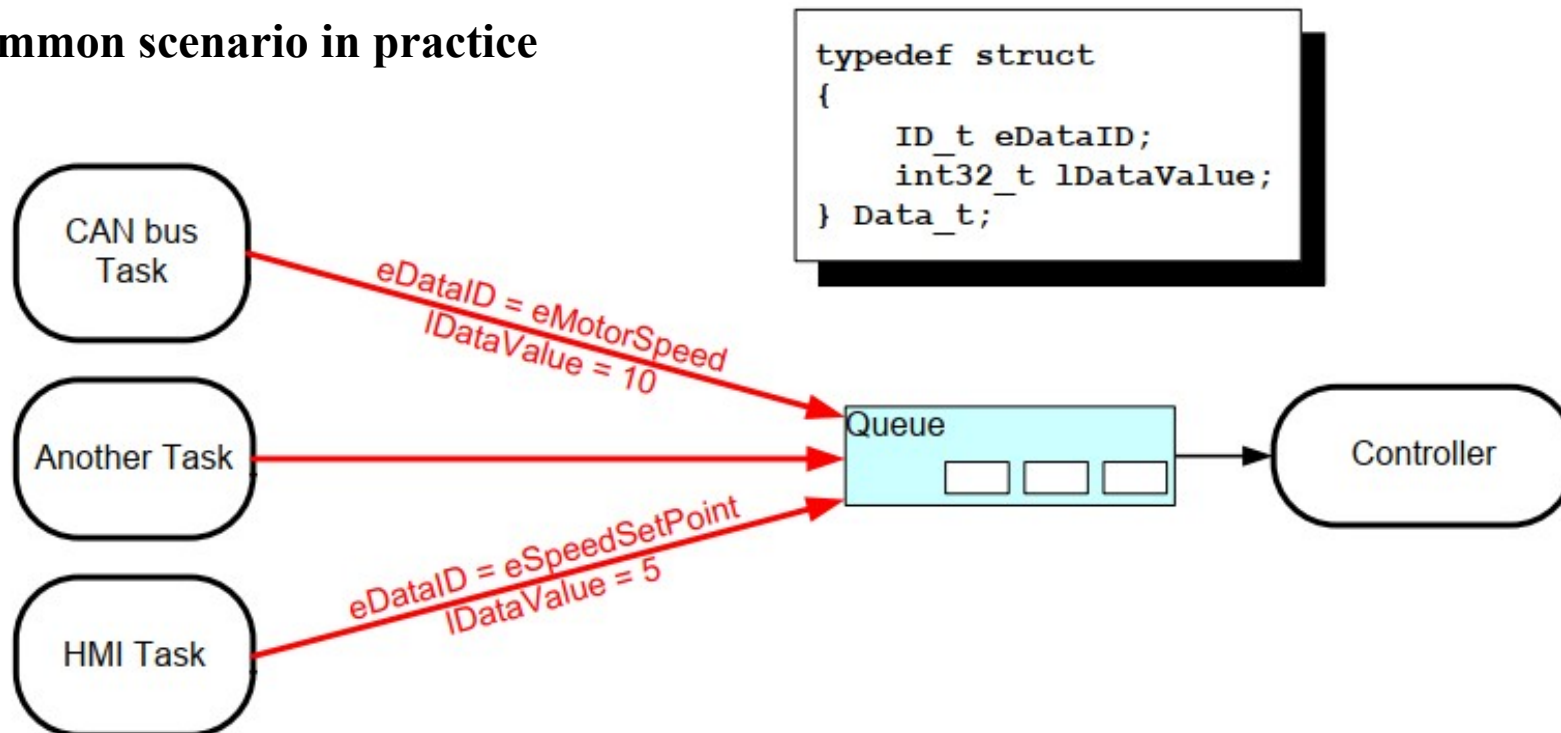 mmon scenario in practice
typedef struct
{
ID_t eDataID;
int32_t lDataValue;
} Data_t;
CAN bus
Task
eDataID = eMotorSpeed
lDataValue = 10
Queue
Another Task
Controller
eDataID = eSpeedSetPoint
lDataValue = 5
HMI Task